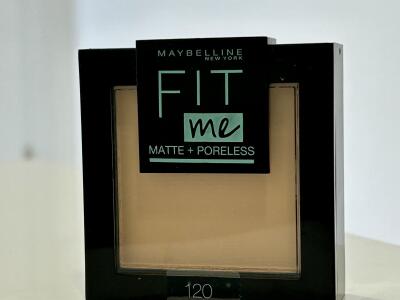 MAYBELLINE
NEW YORK
FIT
me
MATTE + PORELESS
120